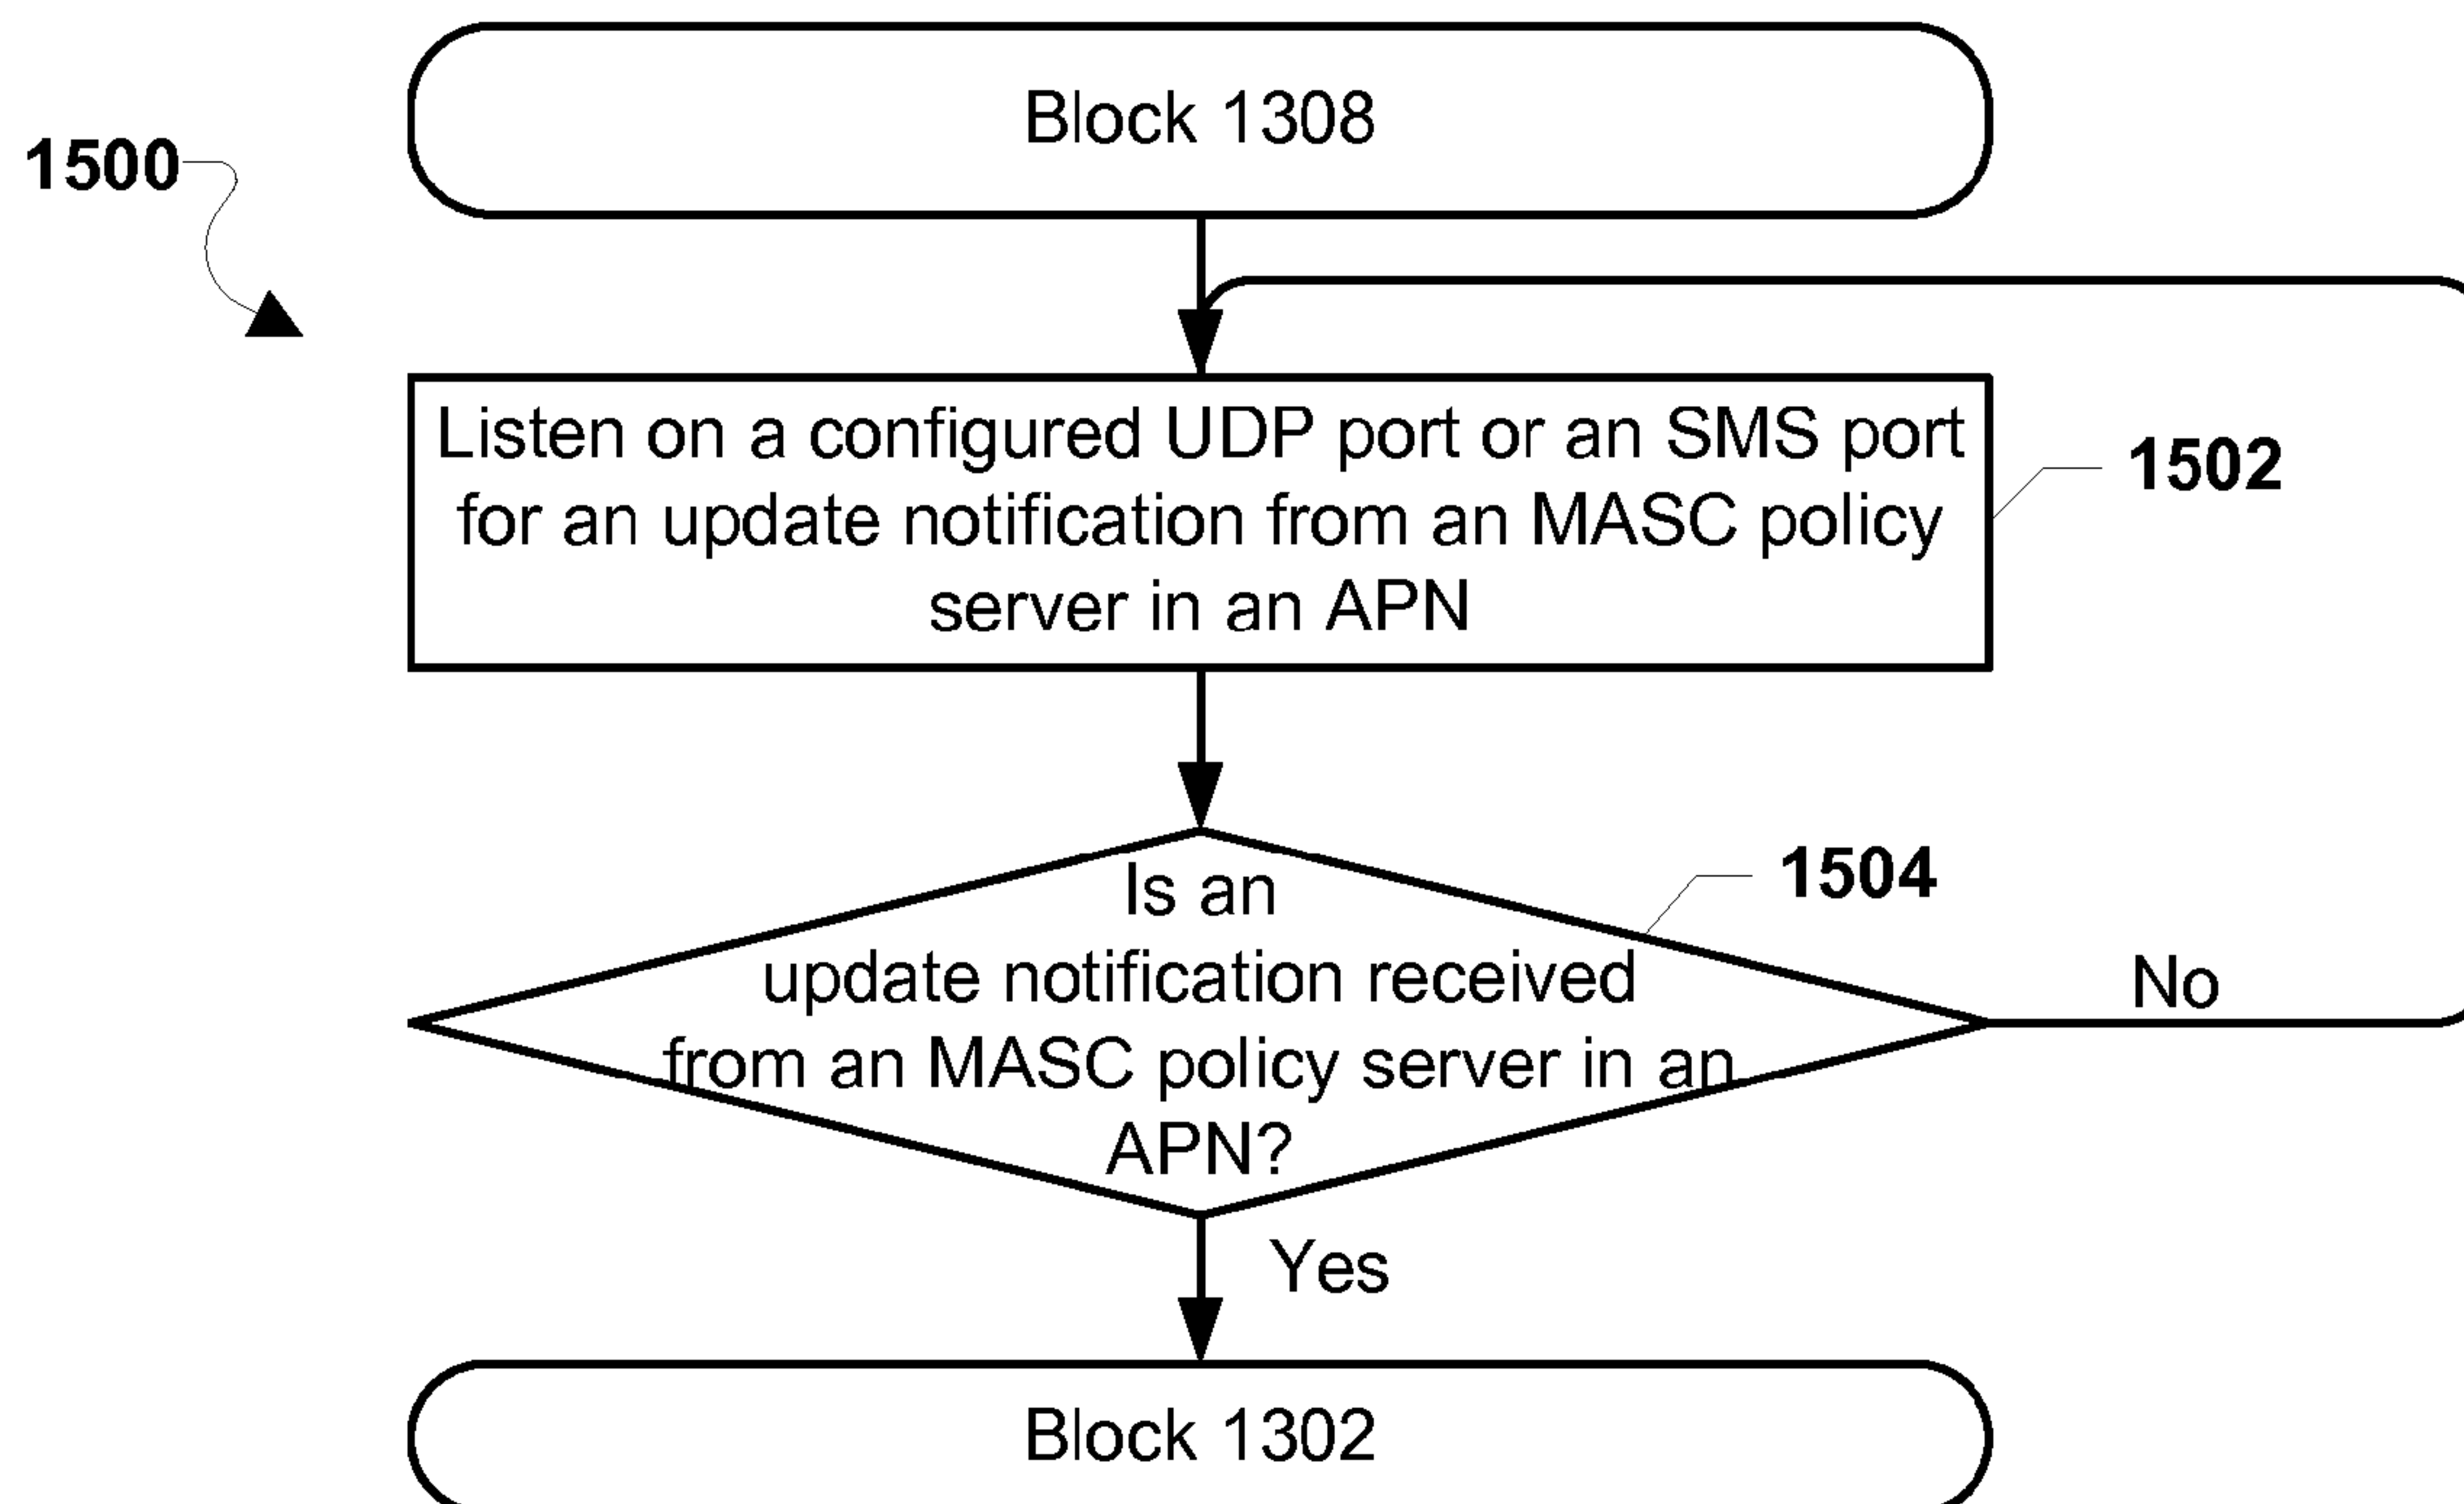 Block 1308
1500
Listen on a configured UDP port or an SMS port
for an update notification from an MASC policy
server in an APN
1502
Is an
update notification received
from an MASC policy server in an
APN?
1504
No
Yes
Block 1302